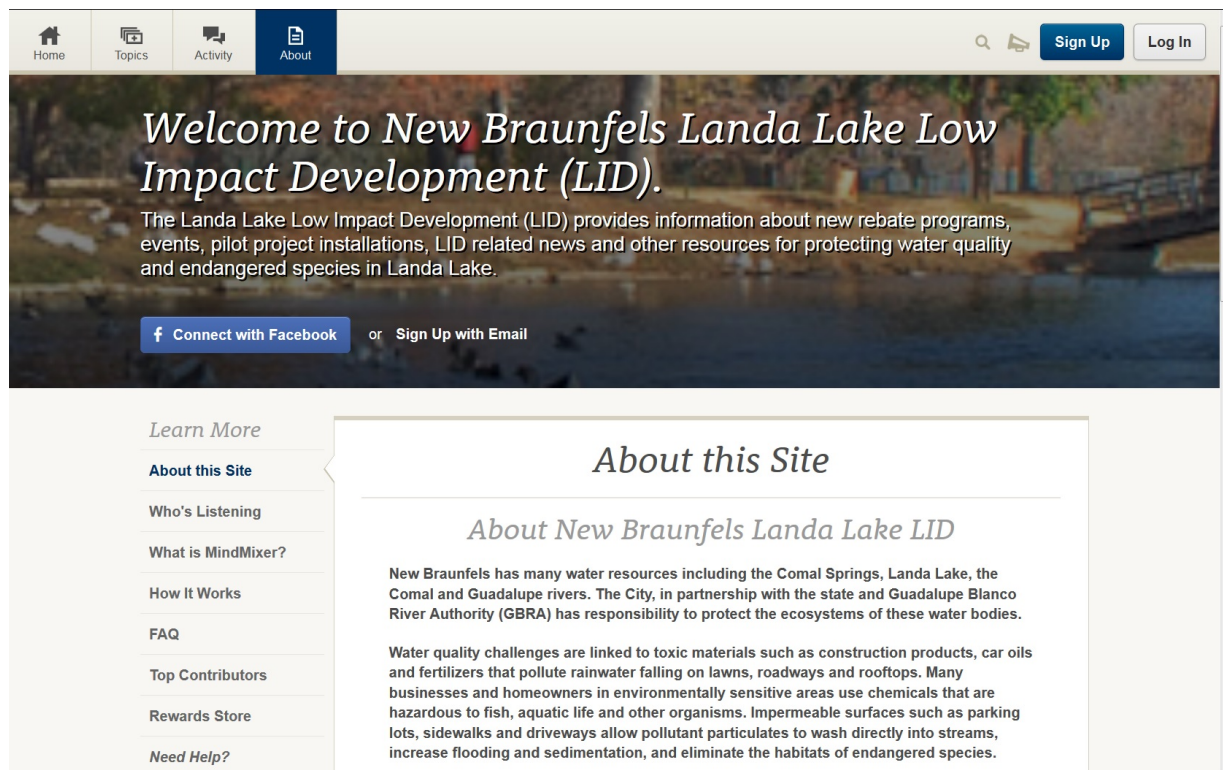 Home
Topics
Activity
About
Sign Up
Log In
Welcome to New Braunfels Landa Lake Low
Impact Development (LID).
The Landa Lake Low Impact Development (LID) provides information about new rebate programs,
events, pilot project installations, LID related news and other resources for protecting water quality
and endangered species in Landa Lake.
f Connect with Facebook or Sign Up with Email
Learn More
About this Site
Who's Listening
What is MindMixer?
How It Works
FAQ
Top Contributors
Rewards Store
Need Help?
About this Site
About New Braunfels Landa Lake LID
New Braunfels has many water resources including the Comal Springs, Landa Lake, the
Comal and Guadalupe rivers. The City, in partnership with the state and Guadalupe Blanco
River Authority (GBRA) has responsibility to protect the ecosystems of these water bodies.
Water quality challenges are linked to toxic materials such as construction products, car oils
and fertilizers that pollute rainwater falling on lawns, roadways and rooftops. Many
businesses and homeowners in environmentally sensitive areas use chemicals that are
hazardous to fish, aquatic life and other organisms. Impermeable surfaces such as parking
lots, sidewalks and driveways allow pollutant particulates to wash directly into streams,
increase flooding and sedimentation, and eliminate the habitats of endangered species.